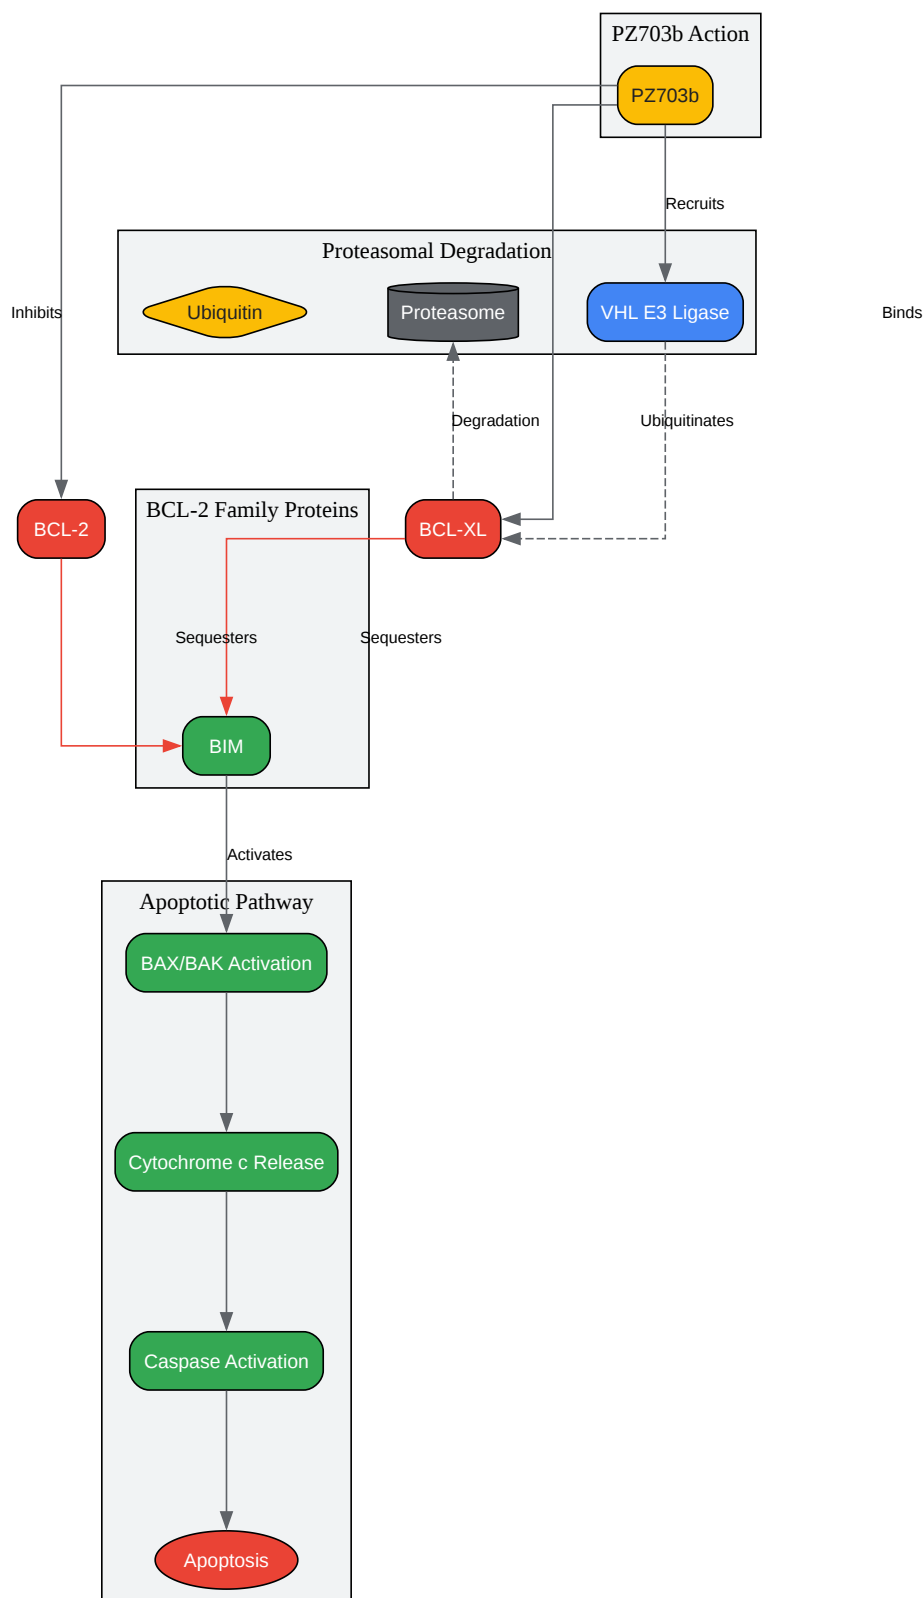 PZ703b Action
PZ703b
Recruits
Proteasomal Degradation
Ubiquitin
Proteasome
VHL E3 Ligase
Inhibits
Binds
Degradation
Ubiquitinates
BCL-2 Family Proteins
BCL-2
BCL-XL
Sequesters
Sequesters
BIM
Activates
Apoptotic Pathway
BAX/BAK Activation
Cytochrome c Release
Caspase Activation
Apoptosis